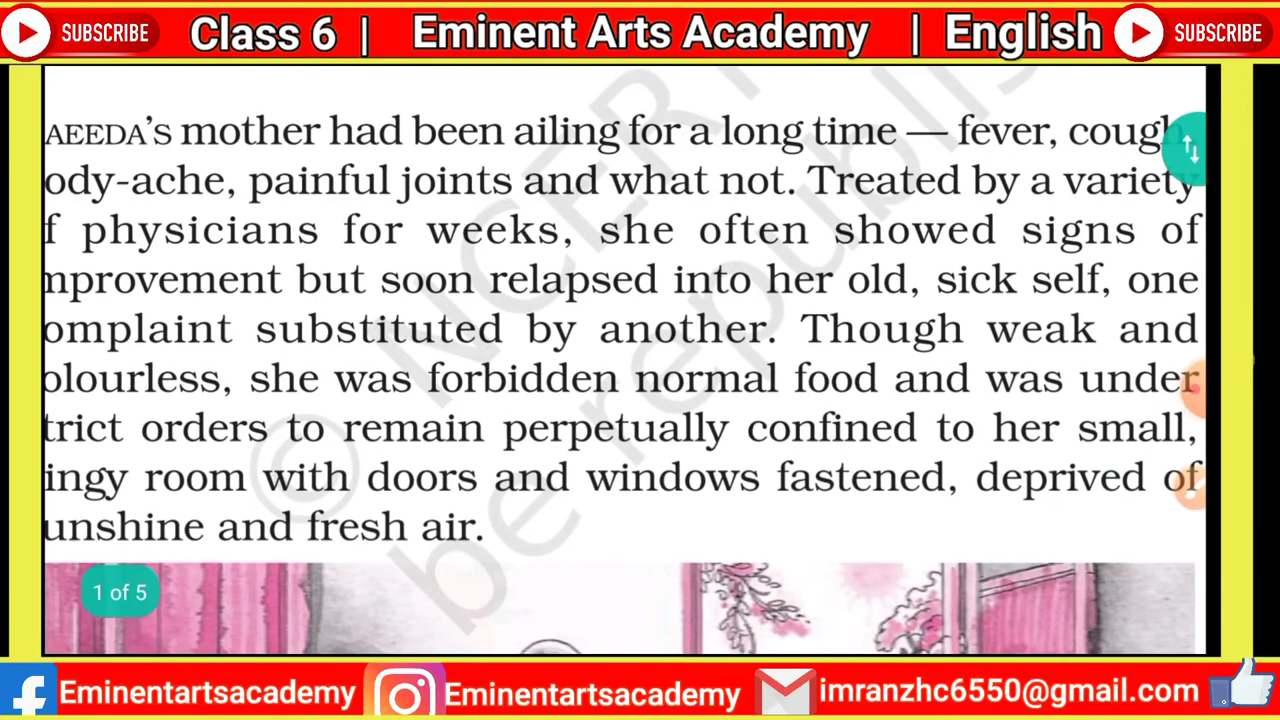 SUBSCRIBE Class 6 | Eminent Arts Academy | English SUBSCRIBE
AEEDA'S mother had been ailing for a long time — fever, cough
ody-ache, painful joints and what not. Treated by a variety
f physicians for weeks, she often showed signs of
mprovement but soon relapsed into her old, sick self, one
omplaint substituted by another. Though weak and
olourless, she was forbidden normal food and was under
trict orders to remain perpetually confined to her small,
ingy room with doors and windows fastened, deprived of
unshine and fresh air.
1 of 5
© NCERT
be republis
Eminentartsacademy Eminentartsacademy imranzhc6550@gmail.com